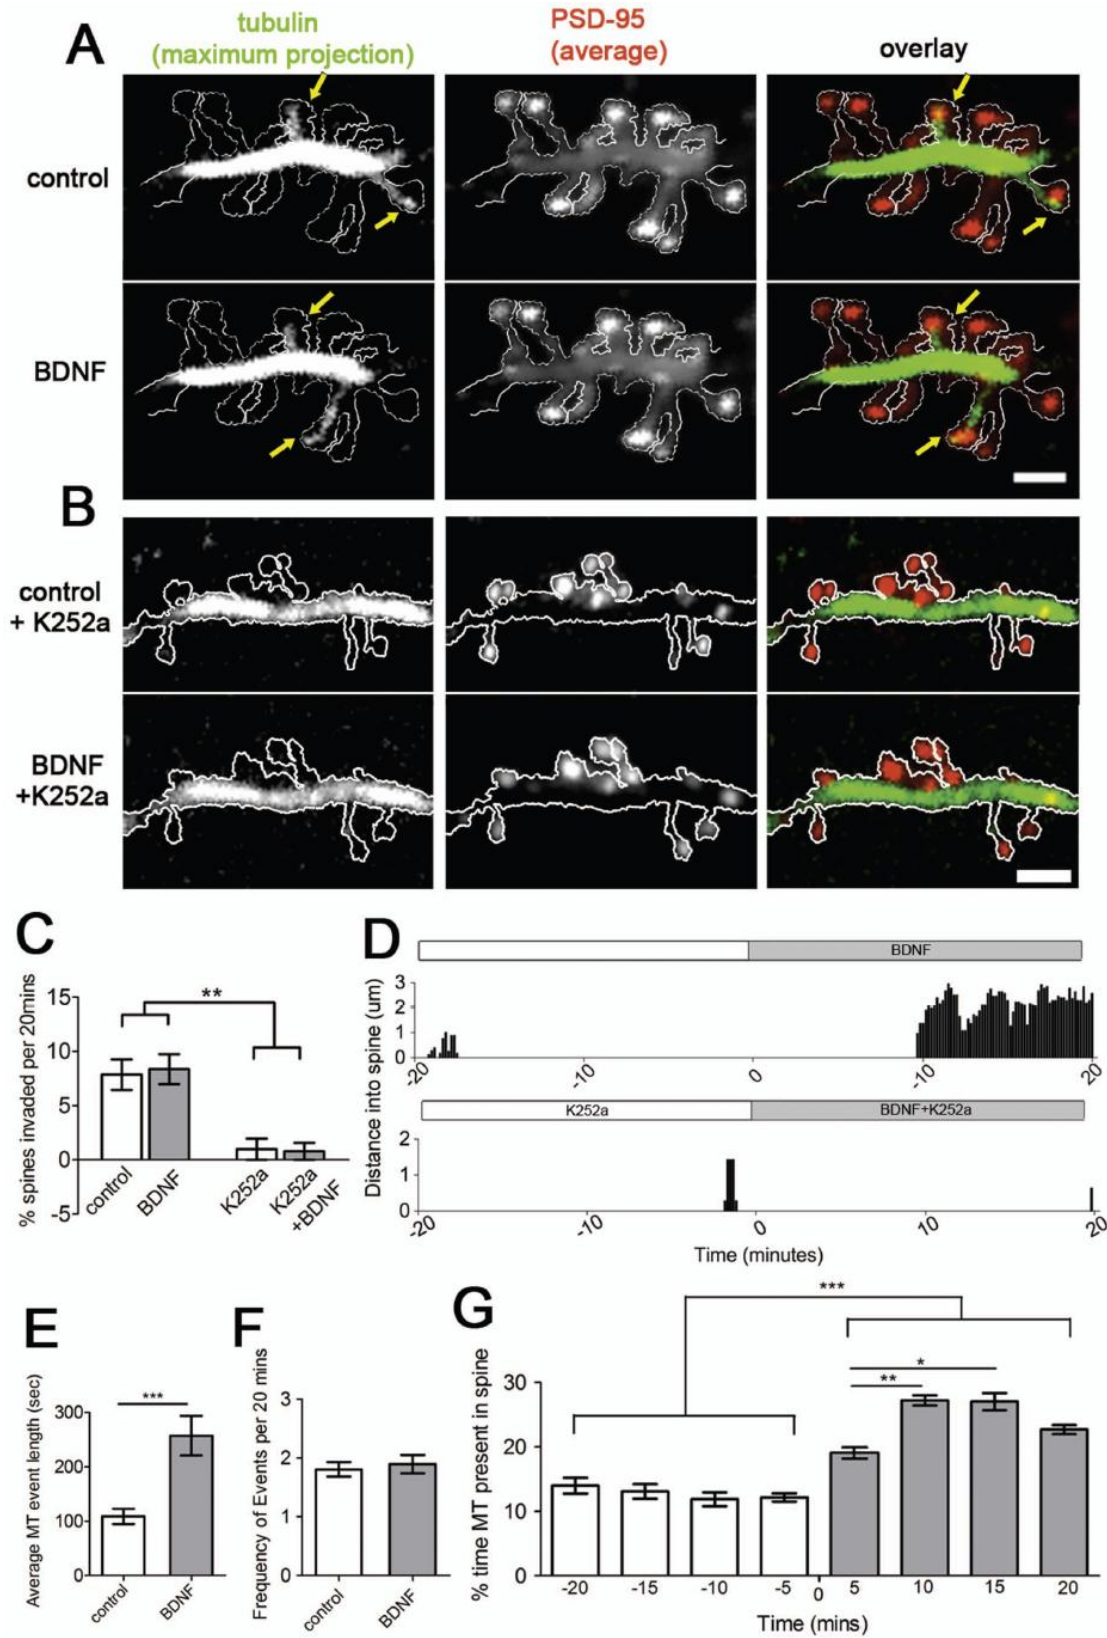 A
tubulin
(maximum projection)
PSD-95
(average)
overlay
control
BDNF
B
control
+ K252a
BDNF
+K252a
C
% spines invaded per 20mins
15
10
5
0
-5
**
control
BDNF
K252a
K252a
+BDNF
D
BDNF
Distance into spine (um)
3
2
1
0
-20
-10
0
-10
20
K252a
BDNF+K252a
2
1
0
-20
-10
0
10
20
Time (minutes)
E
Average MT event length (sec)
300
200
100
0
***
control
BDNF
F
Frequency of Events per 20 mins
3
2
1
0
control
BDNF
G
% time MT present in spine
30
20
10
0
***
*
**
-20
-15
-10
-5
0
5
10
15
20
Time (mins)